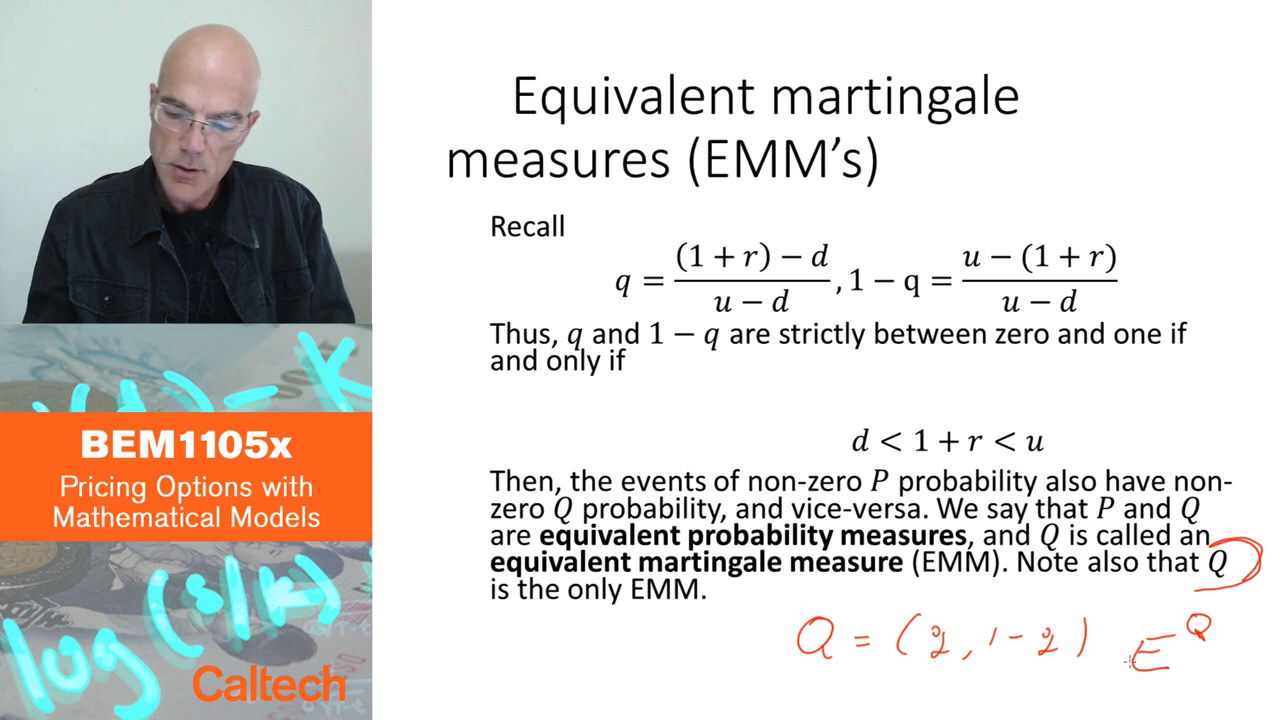 Equivalent martingale
measures (EMM's)
Recall
q = \frac{(1 + r) − d}{u − d}, 1 − q = \frac{u − (1 + r)}{u − d}
Thus, q and 1 − q are strictly between zero and one if
and only if
d < 1 + r < u
Then, the events of non-zero P probability also have non-
zero Q probability, and vice-versa. We say that P and Q
are equivalent probability measures, and Q is called an
equivalent martingale measure (EMM). Note also that Q
is the only EMM.
Q = (q, 1 − q) E^Q
BEM1105x
Pricing Options with
Mathematical Models
log(s/k)
Caltech